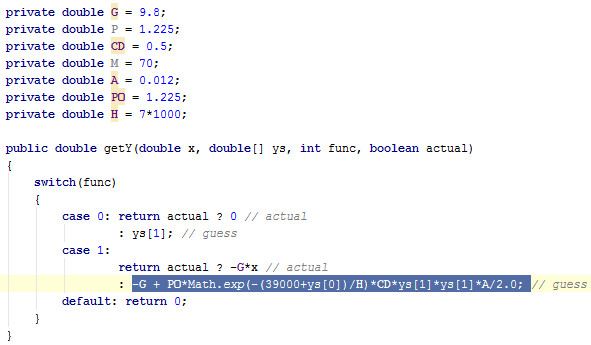 private double G = 9.8;
private double P = 1.225;
private double CD = 0.5;
private double M = 70;
private double A = 0.012;
private double PO = 1.225;
private double H = 7*1000;
public double getY(double x, double[] ys, int func, boolean actual)
{
switch(func)
{
case 0: return actual ? 0 // actual
: ys[1]; // guess
case 1:
return actual ? -G*x // actual
: -G + PO*Math.exp(-(39000+ys[0])/H)*CD*ys[1]*ys[1]*A/2.0; // guess
default: return 0;
}
}